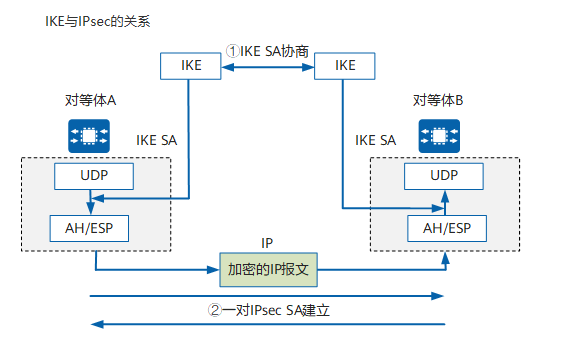 IKE与IPsec的关系
①IKE SA协商
IKE
IKE
对等体A
对等体B
IKE SA
IKE SA
UDP
UDP
AH/ESP
AH/ESP
IP
加密的IP报文
②一对IPsec SA建立